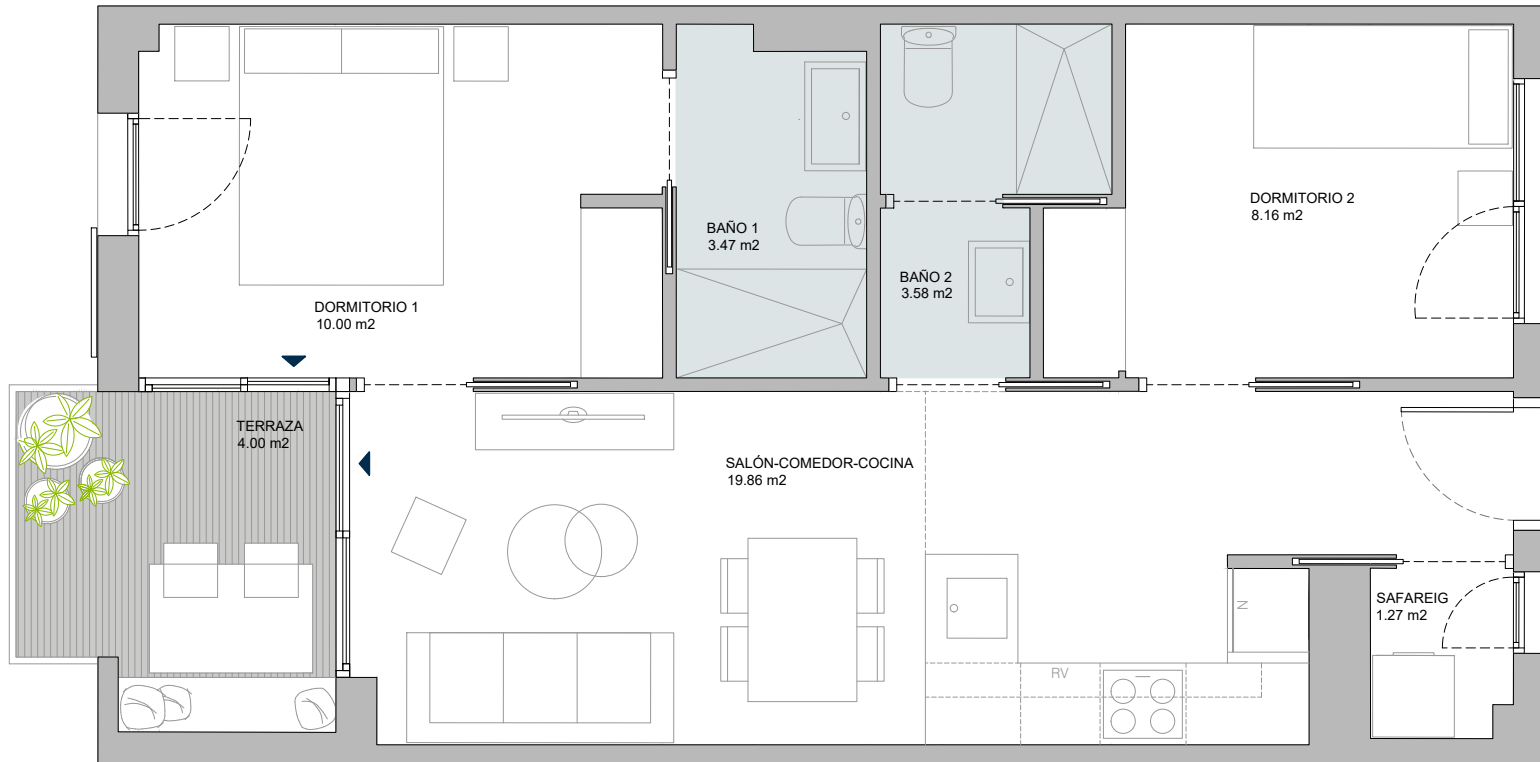 DORMITORIO 1
10.00 m2
BAÑO 1
3.47 m2
BAÑO 2
3.58 m2
DORMITORIO 2
8.16 m2
TERRAZA
4.00 m2
SALÓN-COMEDOR-COCINA
19.86 m2
SAFAREIG
1.27 m2
N
RV